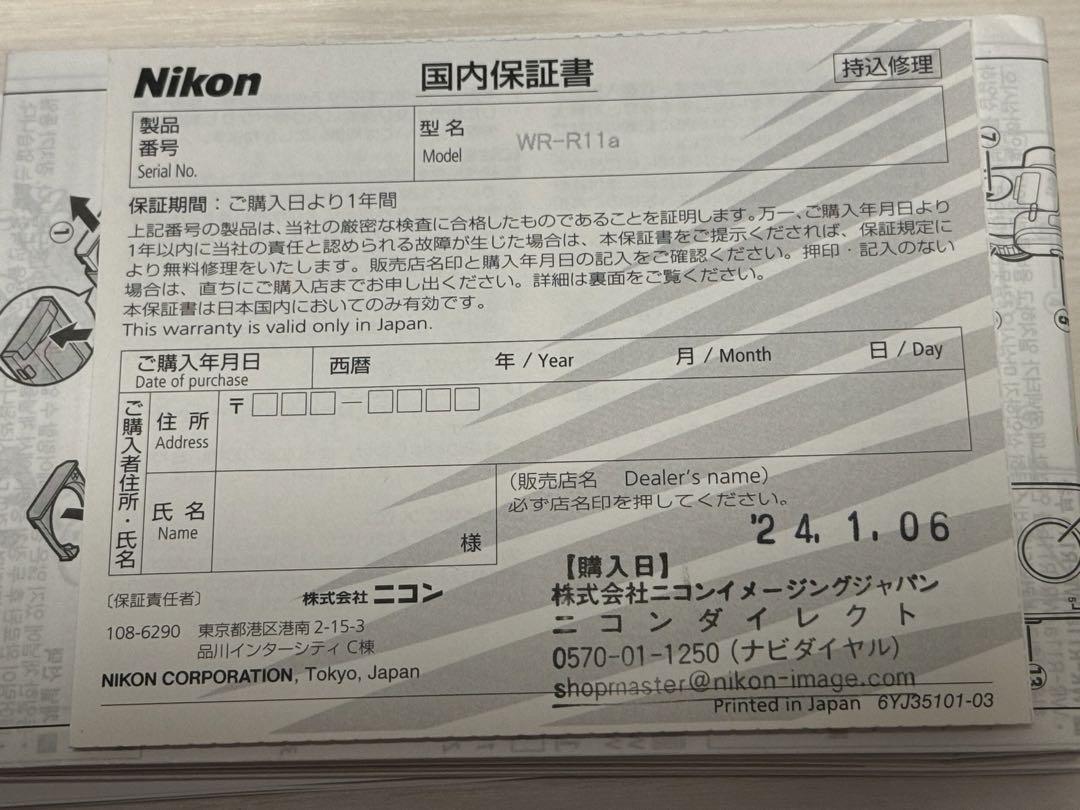 Nikon
国内保証書
持込修理
製品
番号
Serial No.
型名
Model
WR-R11a
保証期間：ご購入日より1年間
上記番号の製品は、当社の厳密な検査に合格したものであることを証明します。万一、ご購入年月日より
1年以内に当社の責任と認められる故障が生じた場合は、本保証書をご提示くだされば、保証規定に
より無料修理をいたします。販売店名印と購入年月日の記入をご確認ください。押印・記入のない
場合は、直ちにご購入店までお申し出ください。詳細は裏面をご覧ください。
本保証書は日本国内においてのみ有効です。
This warranty is valid only in Japan.
ご購入年月日
Date of purchase
西暦 年 / Year 月 / Month 日 / Day
ご購入者住所・氏名
住所
Address
〒
氏名
Name
様
（販売店名 Dealer's name）
必ず店名印を押してください。
'24.1.06
【購入日】
株式会社ニコンイメージングジャパン
ニコンダイレクト
0570-01-1250（ナビダイヤル）
shopmaster@nikon-image.com
〔保証責任者〕
株式会社ニコン
108-6290 東京都港区港南2-15-3
品川インターシティ C棟
NIKON CORPORATION, Tokyo, Japan
Printed in Japan 6YJ35101-03
1
7
6
13